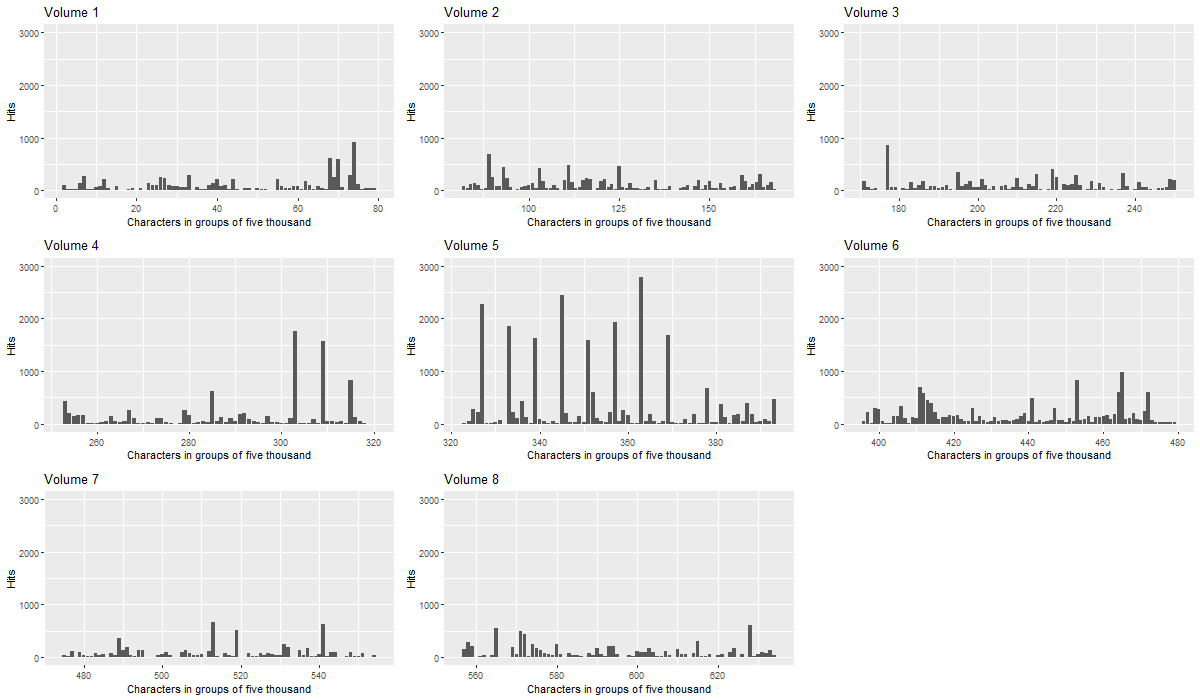 Volume 1
Hits
3000
2000
1000
0
0 20 40 60 80
Characters in groups of five thousand
Volume 2
Hits
3000
2000
1000
0
100 125 150
Characters in groups of five thousand
Volume 3
Hits
3000
2000
1000
0
180 200 220 240
Characters in groups of five thousand
Volume 4
Hits
3000
2000
1000
0
260 280 300 320
Characters in groups of five thousand
Volume 5
Hits
3000
2000
1000
0
320 340 360 380
Characters in groups of five thousand
Volume 6
Hits
3000
2000
1000
0
400 420 440 460 480
Characters in groups of five thousand
Volume 7
Hits
3000
2000
1000
0
480 500 520 540
Characters in groups of five thousand
Volume 8
Hits
3000
2000
1000
0
560 580 600 620
Characters in groups of five thousand